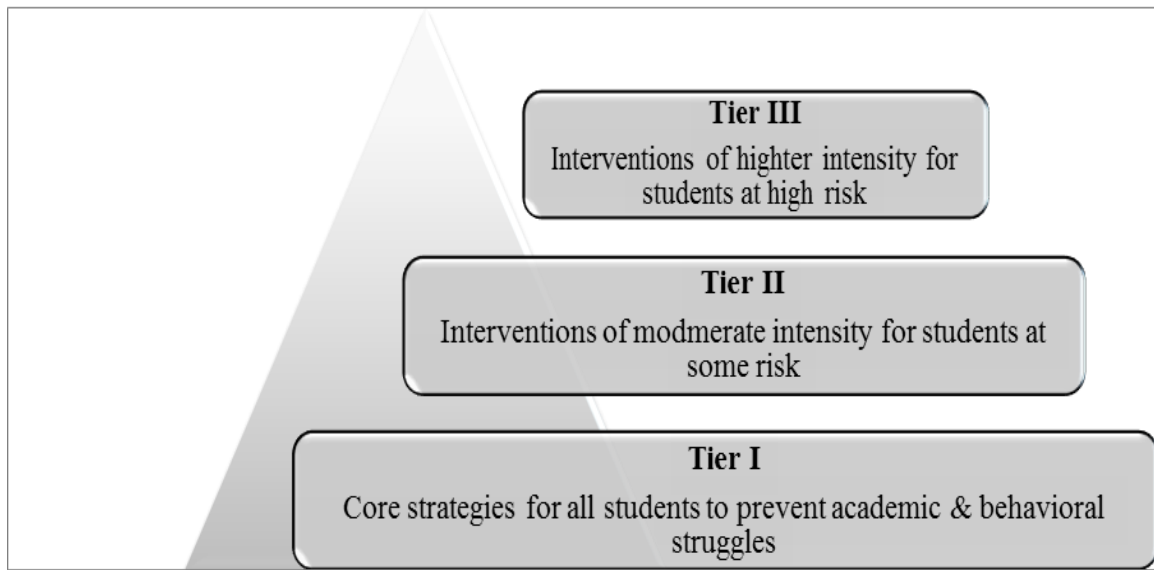 Tier III
Interventions of highter intensity for
students at high risk
Tier II
Interventions of modmerate intensity for students at
some risk
Tier I
Core strategies for all students to prevent academic & behavioral
struggles